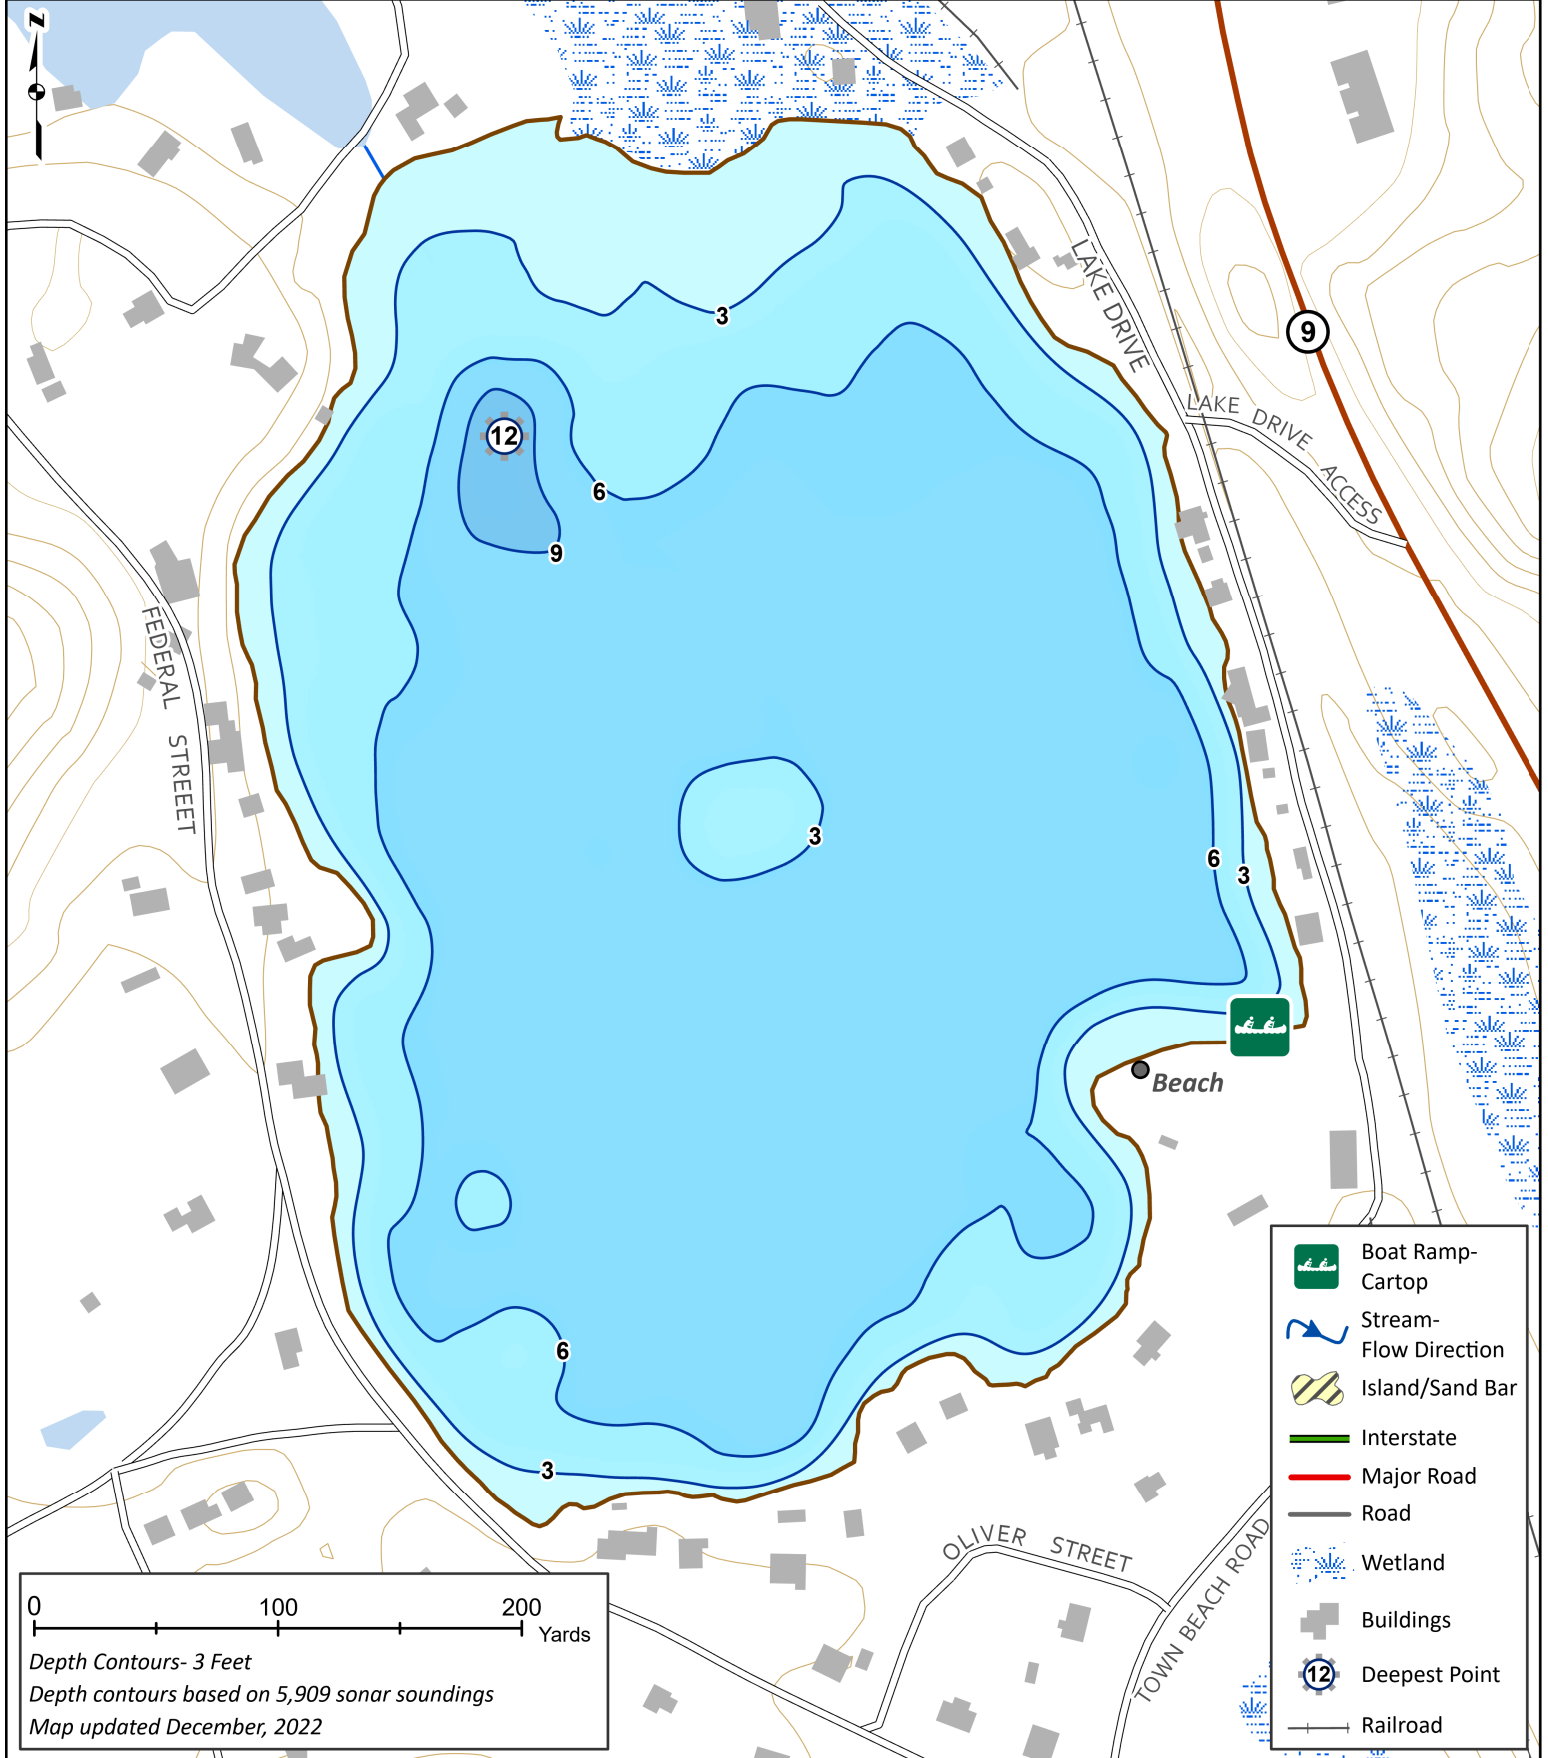 N
3
LAKE DRIVE
9
LAKE DRIVE ACCESS
12
6
9
FEDERAL STREEET
3
6
3
Beach
6
3
OLIVER STREET
TOWN BEACH ROAD
0 100 200
Yards
Depth Contours- 3 Feet
Depth contours based on 5,909 sonar soundings
Map updated December, 2022
Boat Ramp-
Cartop
Stream-
Flow Direction
Island/Sand Bar
Interstate
Major Road
Road
Wetland
Buildings
12 Deepest Point
Railroad